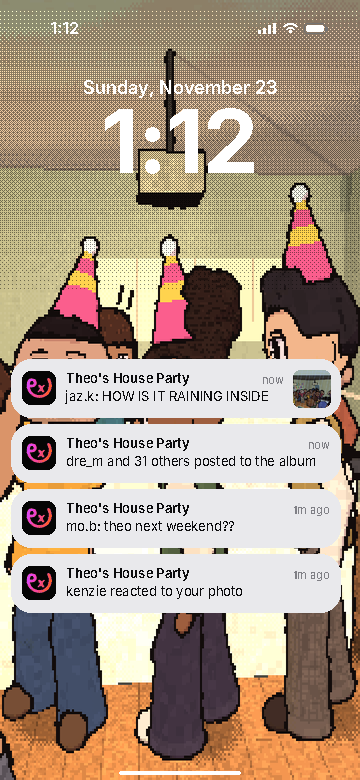 1:12
Sunday, November 23
1:12
Theo's House Party
now
jaz.k: HOW IS IT RAINING INSIDE
Theo's House Party
now
dre_m and 31 others posted to the album
Theo's House Party
1m ago
mo.b: theo next weekend??
Theo's House Party
1m ago
kenzie reacted to your photo